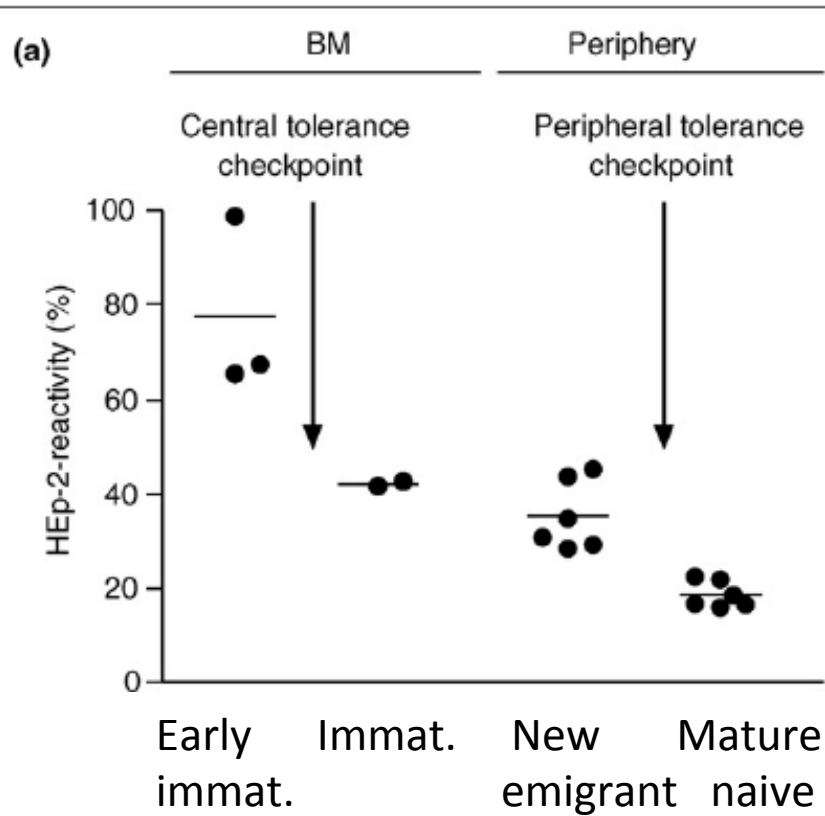 (a)
BM
Periphery
Central tolerance
checkpoint
Peripheral tolerance
checkpoint
HEp-2-reactivity (%)
100
80
60
40
20
0
Early
immat.
Immat.
New
emigrant
Mature
naive